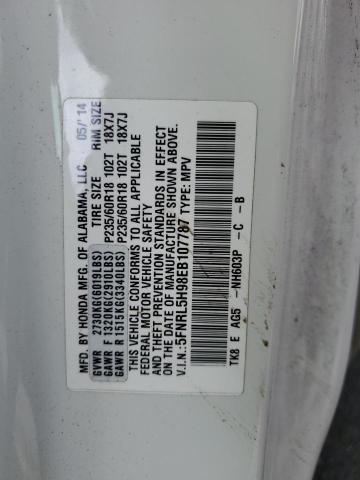 MFD. BY HONDA MFG. OF ALABAMA, LLC 05/'14
TIRE SIZE RIM SIZE
GVWR 2730KG(6019LBS)
GAWR F 1320KG(2910LBS) P235/60R18 102T 18X7J
GAWR R 1515KG(3340LBS) P235/60R18 102T 18X7J
THIS VEHICLE CONFORMS TO ALL APPLICABLE
FEDERAL MOTOR VEHICLE SAFETY
AND THEFT PREVENTION STANDARDS IN EFFECT
ON THE DATE OF MANUFACTURE SHOWN ABOVE.
V.I.N.:5FNRL5H98EB107787 TYPE: MPV
TK8 E AG5 -NH603P -C -B